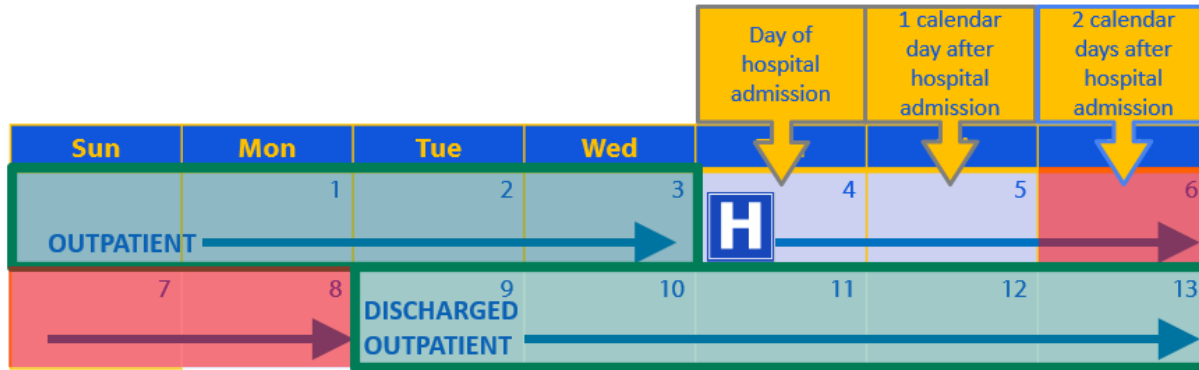 Day of
hospital
admission
1 calendar
day after
hospital
admission
2 calendar
days after
hospital
admission
Sun Mon Tue Wed
1 2 3 4 5 6
H
OUTPATIENT
7 8 9 10 11 12 13
DISCHARGED
OUTPATIENT